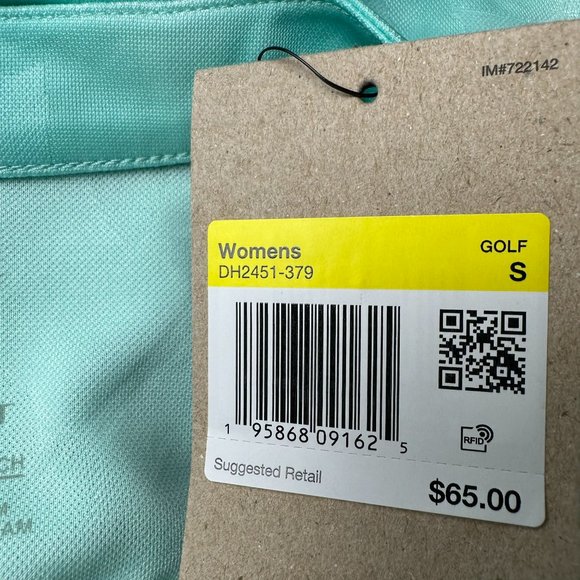 IM#722142
Womens GOLF
DH2451-379 S
1 95868 09162 5
RFID
Suggested Retail
$65.00